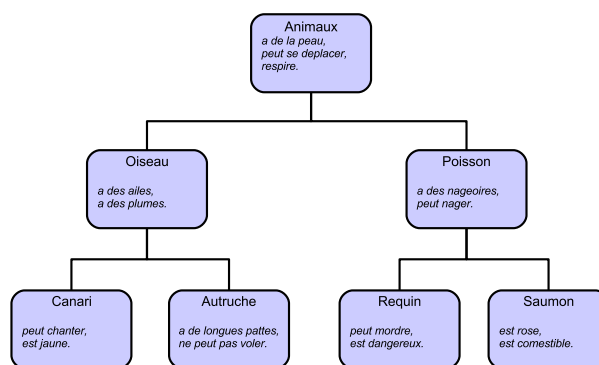 Animaux
a de la peau,
peut se deplacer,
respire.
Oiseau
a des ailes,
a des plumes.
Poisson
a des nageoires,
peut nager.
Canari
peut chanter,
est jaune.
Autruche
a de longues pattes,
ne peut pas voler.
Requin
peut mordre,
est dangereux.
Saumon
est rose,
est comestible.